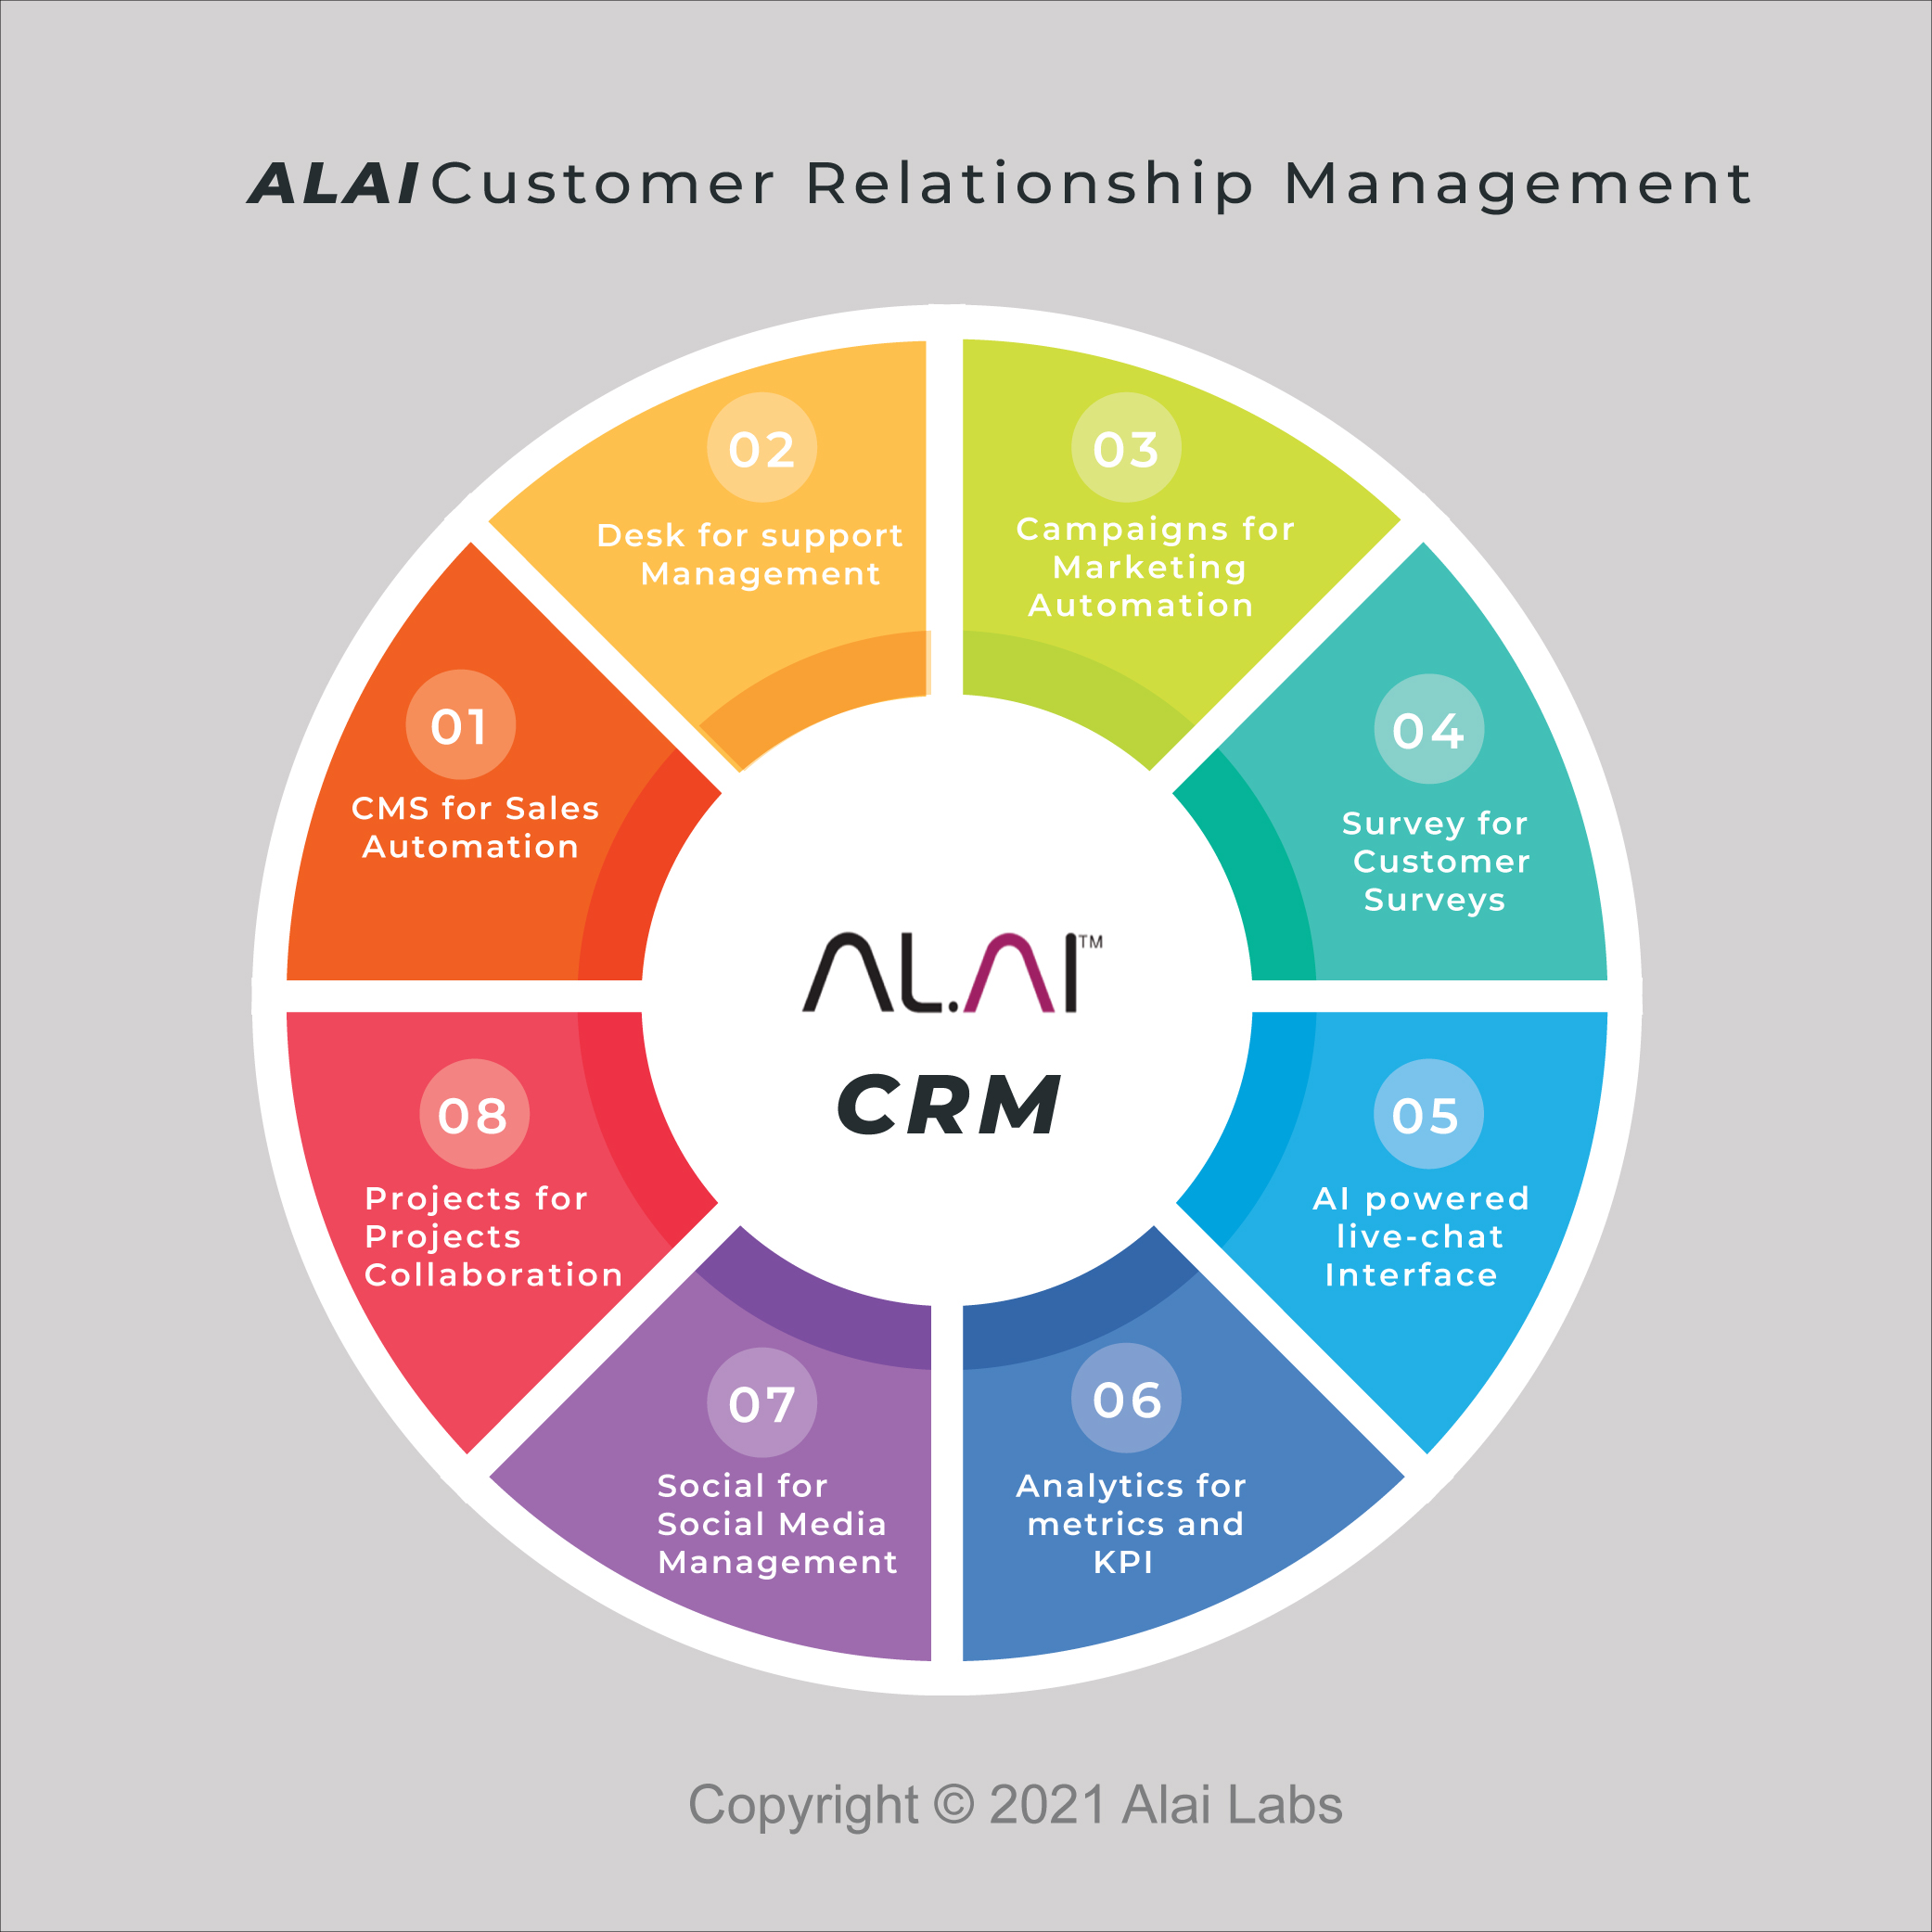 ALAI Customer Relationship Management
01
CMS for Sales
Automation
02
Desk for support
Management
03
Campaigns for
Marketing
Automation
04
Survey for
Customer
Surveys
05
AI powered
live-chat
Interface
06
Analytics for
metrics and
KPI
07
Social for
Social Media
Management
08
Projects for
Projects
Collaboration
AL.AI™
CRM
Copyright © 2021 Alai Labs